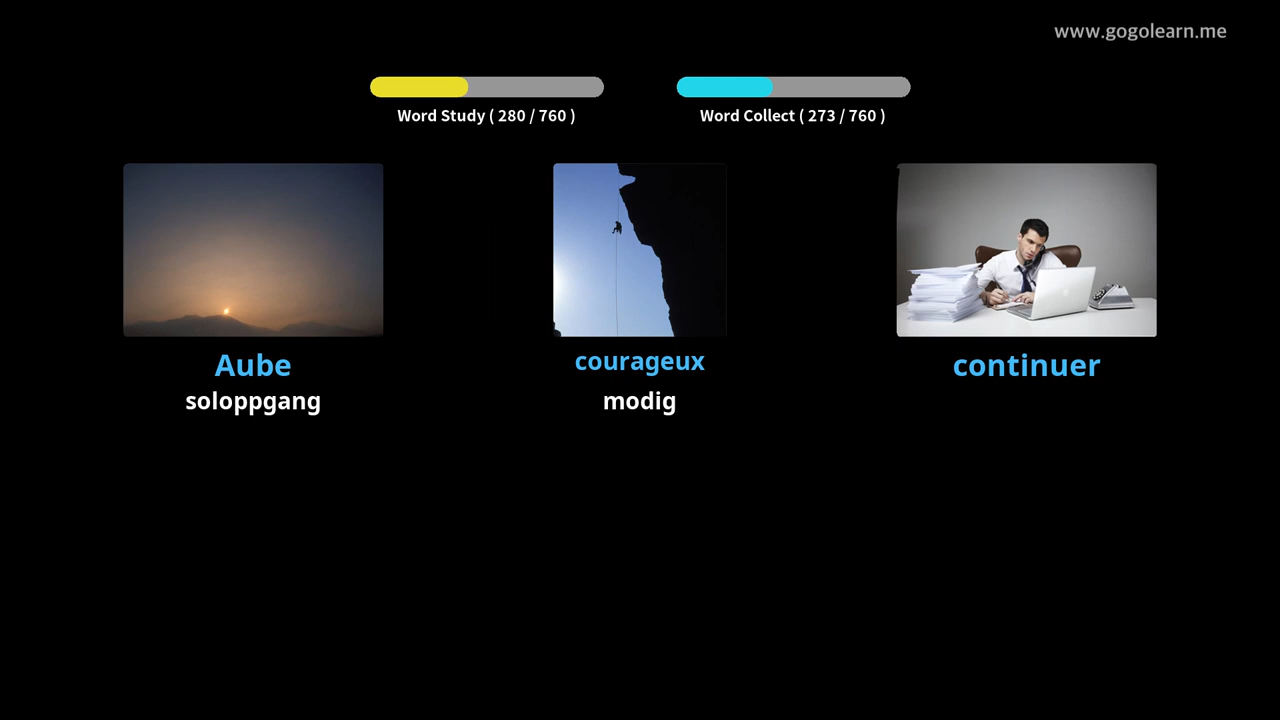 www.gogolearn.me
Word Study ( 280 / 760 )
Word Collect ( 273 / 760 )
Aube
soloppgang
courageux
modig
continuer